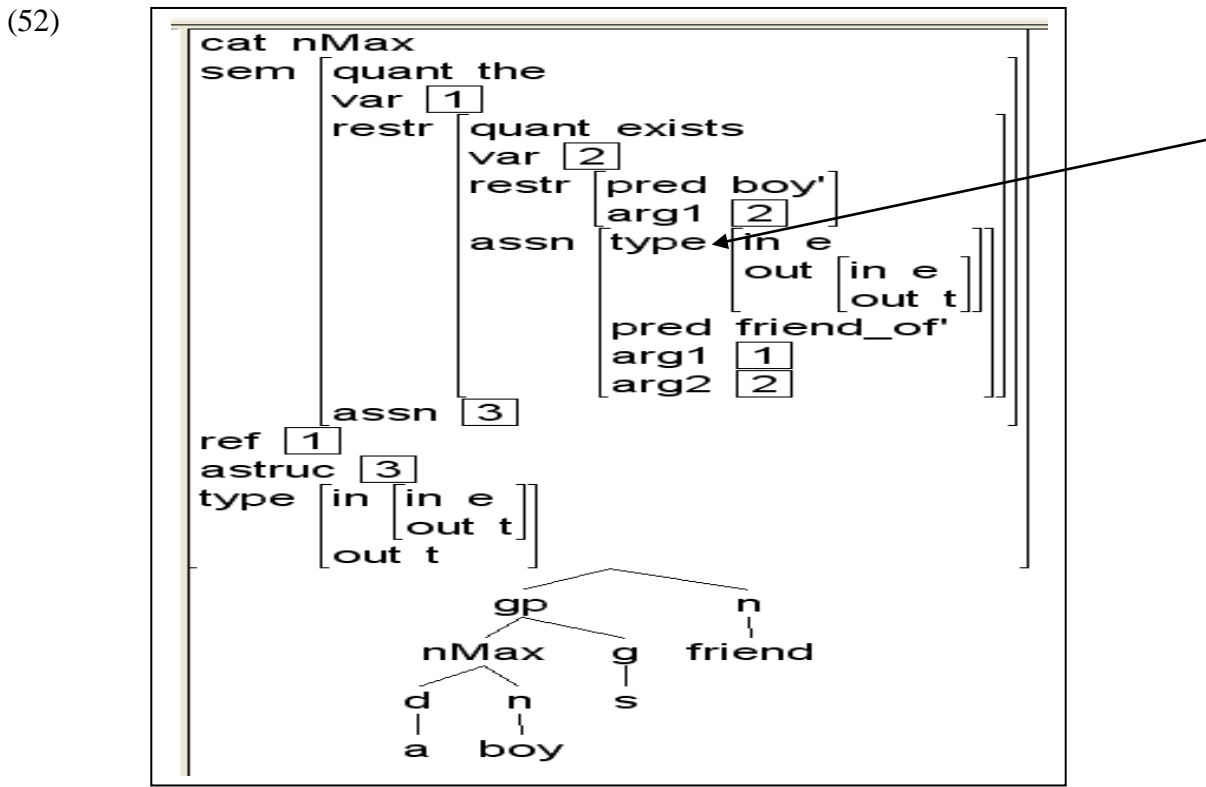 (52)
cat nMax
sem [quant the
var [1]
restr [quant exists
var [2]
restr [pred boy']
arg1 [2]
assn [type [in e
out [in e
out t]]
pred friend_of'
arg1 [1]
arg2 [2]
assn [3]
ref [1]
astruc [3]
type [in [in e
out t]]
out t
gp n
nMax g friend
d n s
a boy